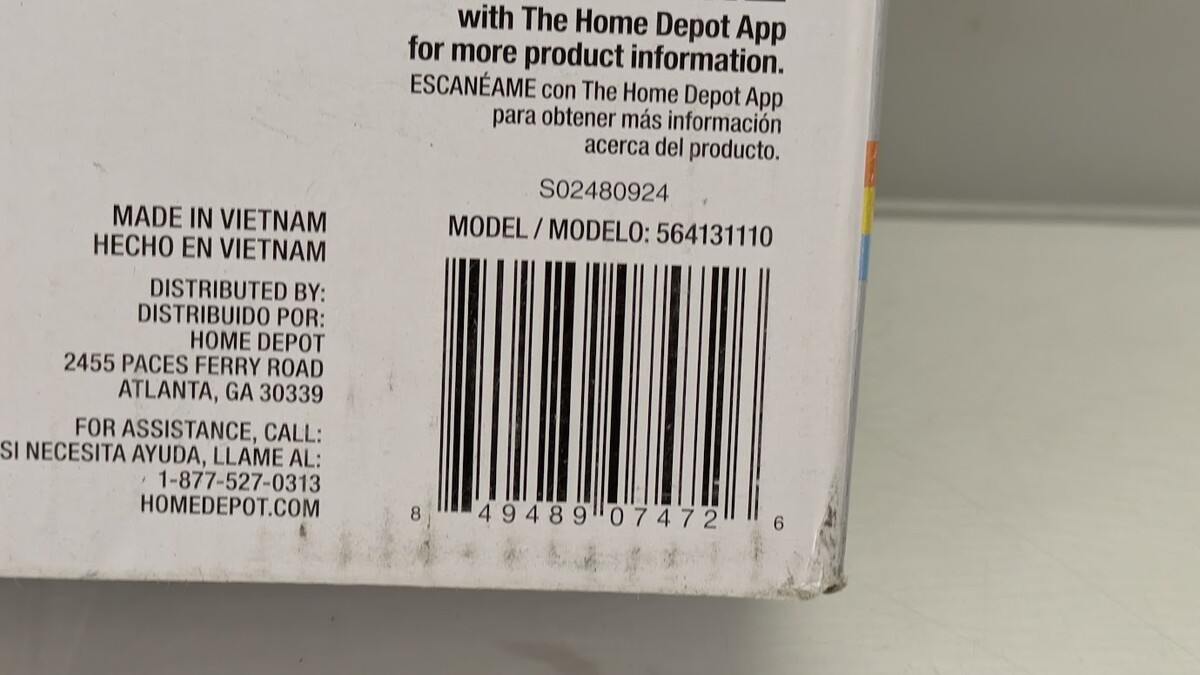 with The Home Depot App
for more product information.
ESCANÉAME con The Home Depot App
para obtener más información
acerca del producto.
S02480924
MODEL / MODELO: 564131110
MADE IN VIETNAM
HECHO EN VIETNAM
DISTRIBUTED BY:
DISTRIBUIDO POR:
HOME DEPOT
2455 PACES FERRY ROAD
ATLANTA, GA 30339
FOR ASSISTANCE, CALL:
SI NECESITA AYUDA, LLAME AL:
1-877-527-0313
HOMEDEPOT.COM
8 49489 07472 6